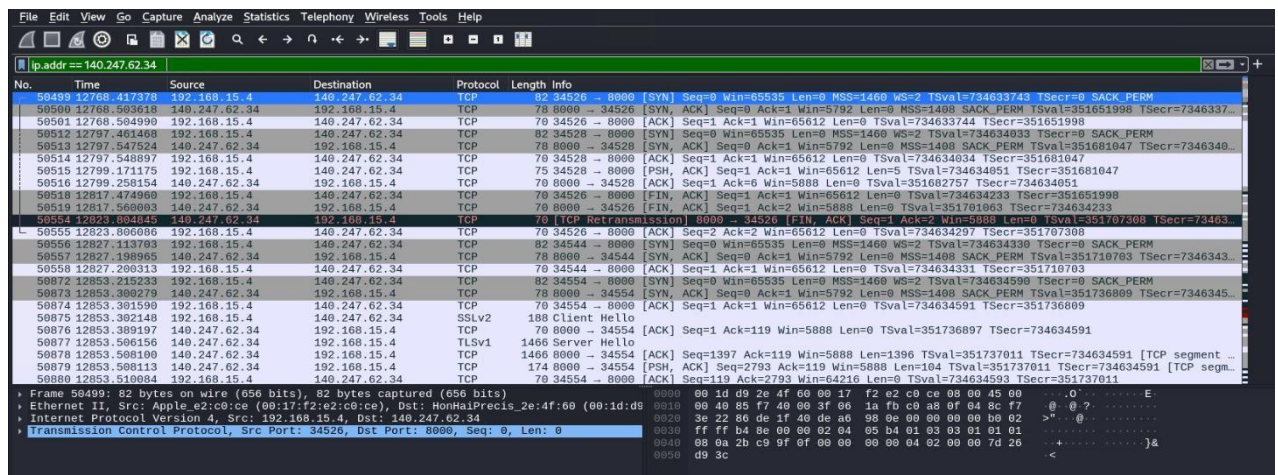 File Edit View Go Capture Analyze Statistics Telephony Wireless Tools Help
ip.addr == 140.247.62.34
No. Time Source Destination Protocol Length Info
50499 12768.417378 192.168.15.4 140.247.62.34 TCP 82 34526 → 8000 [SYN] Seq=0 Win=65535 Len=0 MSS=1460 WS=2 TSval=734633743 TSecr=0 SACK_PERM
50500 12768.503618 140.247.62.34 192.168.15.4 TCP 78 8000 → 34526 [SYN, ACK] Seq=0 Ack=1 Win=5792 Len=0 MSS=1408 SACK_PERM TSval=351651998 TSecr=7346337…
50501 12768.504990 192.168.15.4 140.247.62.34 TCP 70 34526 → 8000 [ACK] Seq=1 Ack=1 Win=65612 Len=0 TSval=734633744 TSecr=351651998
50512 12797.461468 192.168.15.4 140.247.62.34 TCP 82 34528 → 8000 [SYN] Seq=0 Win=65535 Len=0 MSS=1460 WS=2 TSval=734634033 TSecr=0 SACK_PERM
50513 12797.547524 140.247.62.34 192.168.15.4 TCP 78 8000 → 34528 [SYN, ACK] Seq=0 Ack=1 Win=5792 Len=0 MSS=1408 SACK_PERM TSval=351681047 TSecr=7346340…
50514 12797.548897 192.168.15.4 140.247.62.34 TCP 70 34528 → 8000 [ACK] Seq=1 Ack=1 Win=65612 Len=0 TSval=734634034 TSecr=351681047
50515 12799.171175 192.168.15.4 140.247.62.34 TCP 75 34528 → 8000 [PSH, ACK] Seq=1 Ack=1 Win=65612 Len=5 TSval=734634051 TSecr=351681047
50516 12799.258154 140.247.62.34 192.168.15.4 TCP 70 8000 → 34528 [ACK] Seq=1 Ack=6 Win=5888 Len=0 TSval=351682757 TSecr=734634051
50518 12817.474960 192.168.15.4 140.247.62.34 TCP 70 34526 → 8000 [FIN, ACK] Seq=1 Ack=1 Win=65612 Len=0 TSval=734634233 TSecr=351651998
50519 12817.560003 140.247.62.34 192.168.15.4 TCP 70 8000 → 34526 [FIN, ACK] Seq=1 Ack=2 Win=5888 Len=0 TSval=351701063 TSecr=734634233
50554 12823.804845 140.247.62.34 192.168.15.4 TCP 70 [TCP Retransmission] 8000 → 34526 [FIN, ACK] Seq=1 Ack=2 Win=5888 Len=0 TSval=351707308 TSecr=73463…
50555 12823.806086 192.168.15.4 140.247.62.34 TCP 70 34526 → 8000 [ACK] Seq=2 Ack=2 Win=65612 Len=0 TSval=734634297 TSecr=351707308
50556 12827.113703 192.168.15.4 140.247.62.34 TCP 82 34544 → 8000 [SYN] Seq=0 Win=65535 Len=0 MSS=1460 WS=2 TSval=734634330 TSecr=0 SACK_PERM
50557 12827.198965 140.247.62.34 192.168.15.4 TCP 78 8000 → 34544 [SYN, ACK] Seq=0 Ack=1 Win=5792 Len=0 MSS=1408 SACK_PERM TSval=351710703 TSecr=7346343…
50558 12827.200313 192.168.15.4 140.247.62.34 TCP 70 34544 → 8000 [ACK] Seq=1 Ack=1 Win=65612 Len=0 TSval=734634331 TSecr=351710703
50872 12853.215233 192.168.15.4 140.247.62.34 TCP 82 34554 → 8000 [SYN] Seq=0 Win=65535 Len=0 MSS=1460 WS=2 TSval=734634590 TSecr=0 SACK_PERM
50873 12853.300279 140.247.62.34 192.168.15.4 TCP 78 8000 → 34554 [SYN, ACK] Seq=0 Ack=1 Win=5792 Len=0 MSS=1408 SACK_PERM TSval=351736809 TSecr=7346345…
50874 12853.301590 192.168.15.4 140.247.62.34 TCP 70 34554 → 8000 [ACK] Seq=1 Ack=1 Win=65612 Len=0 TSval=734634591 TSecr=351736809
50875 12853.302148 192.168.15.4 140.247.62.34 SSLv2 188 Client Hello
50876 12853.389197 140.247.62.34 192.168.15.4 TCP 70 8000 → 34554 [ACK] Seq=1 Ack=119 Win=5888 Len=0 TSval=351736897 TSecr=734634591
50877 12853.506156 140.247.62.34 192.168.15.4 TLSv1 1466 Server Hello
50878 12853.508100 140.247.62.34 192.168.15.4 TCP 1466 8000 → 34554 [ACK] Seq=1397 Ack=119 Win=5888 Len=1396 TSval=351737011 TSecr=734634591 [TCP segment …
50879 12853.508113 140.247.62.34 192.168.15.4 TCP 174 8000 → 34554 [PSH, ACK] Seq=2793 Ack=119 Win=5888 Len=104 TSval=351737011 TSecr=734634591 [TCP segm…
50880 12853.510084 192.168.15.4 140.247.62.34 TCP 70 34554 → 8000 [ACK] Seq=119 Ack=2793 Win=64216 Len=0 TSval=734634593 TSecr=351737011
Frame 50499: 82 bytes on wire (656 bits), 82 bytes captured (656 bits)
Ethernet II, Src: Apple_e2:c0:ce (00:17:f2:e2:c0:ce), Dst: HonHaiPrecis_2e:4f:60 (00:1d:d9
Internet Protocol Version 4, Src: 192.168.15.4, Dst: 140.247.62.34
Transmission Control Protocol, Src Port: 34526, Dst Port: 8000, Seq: 0, Len: 0
0000 00 1d d9 2e 4f 60 00 17 f2 e2 c0 ce 08 00 45 00 ···.O`·· ······E·
0010 00 40 85 f7 40 00 3f 06 1a fb c0 a8 0f 04 8c f7 ·@··@·?· ········
0020 3e 22 86 de 1f 40 de a6 98 0e 00 00 00 00 b0 02 >"···@·· ········
0030 ff ff b4 8e 00 00 02 04 05 b4 01 03 03 01 01 01 ········ ········
0040 08 0a 2b c9 9f 0f 00 00 00 00 04 02 00 00 7d 26 ··+····· ······}&
0050 d9 3c ·<